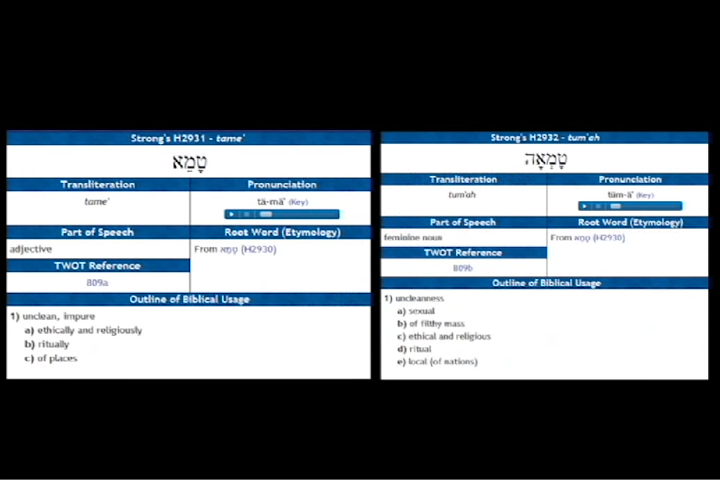 Strong's H2931 - tame'
טָמֵא
Transliteration
Pronunciation
tame'
tä·mā' (Key)
Part of Speech
Root Word (Etymology)
adjective
From טָמֵא (H2930)
TWOT Reference
809a
Outline of Biblical Usage
1) unclean, impure
a) ethically and religiously
b) ritually
c) of places
Strong's H2932 - tum'ah
טָמְאָה
Transliteration
Pronunciation
tum'ah
tüm·ä' (Key)
Part of Speech
Root Word (Etymology)
feminine noun
From טָמֵא (H2930)
TWOT Reference
809b
Outline of Biblical Usage
1) uncleanness
a) sexual
b) of filthy mass
c) ethical and religious
d) ritual
e) local (of nations)